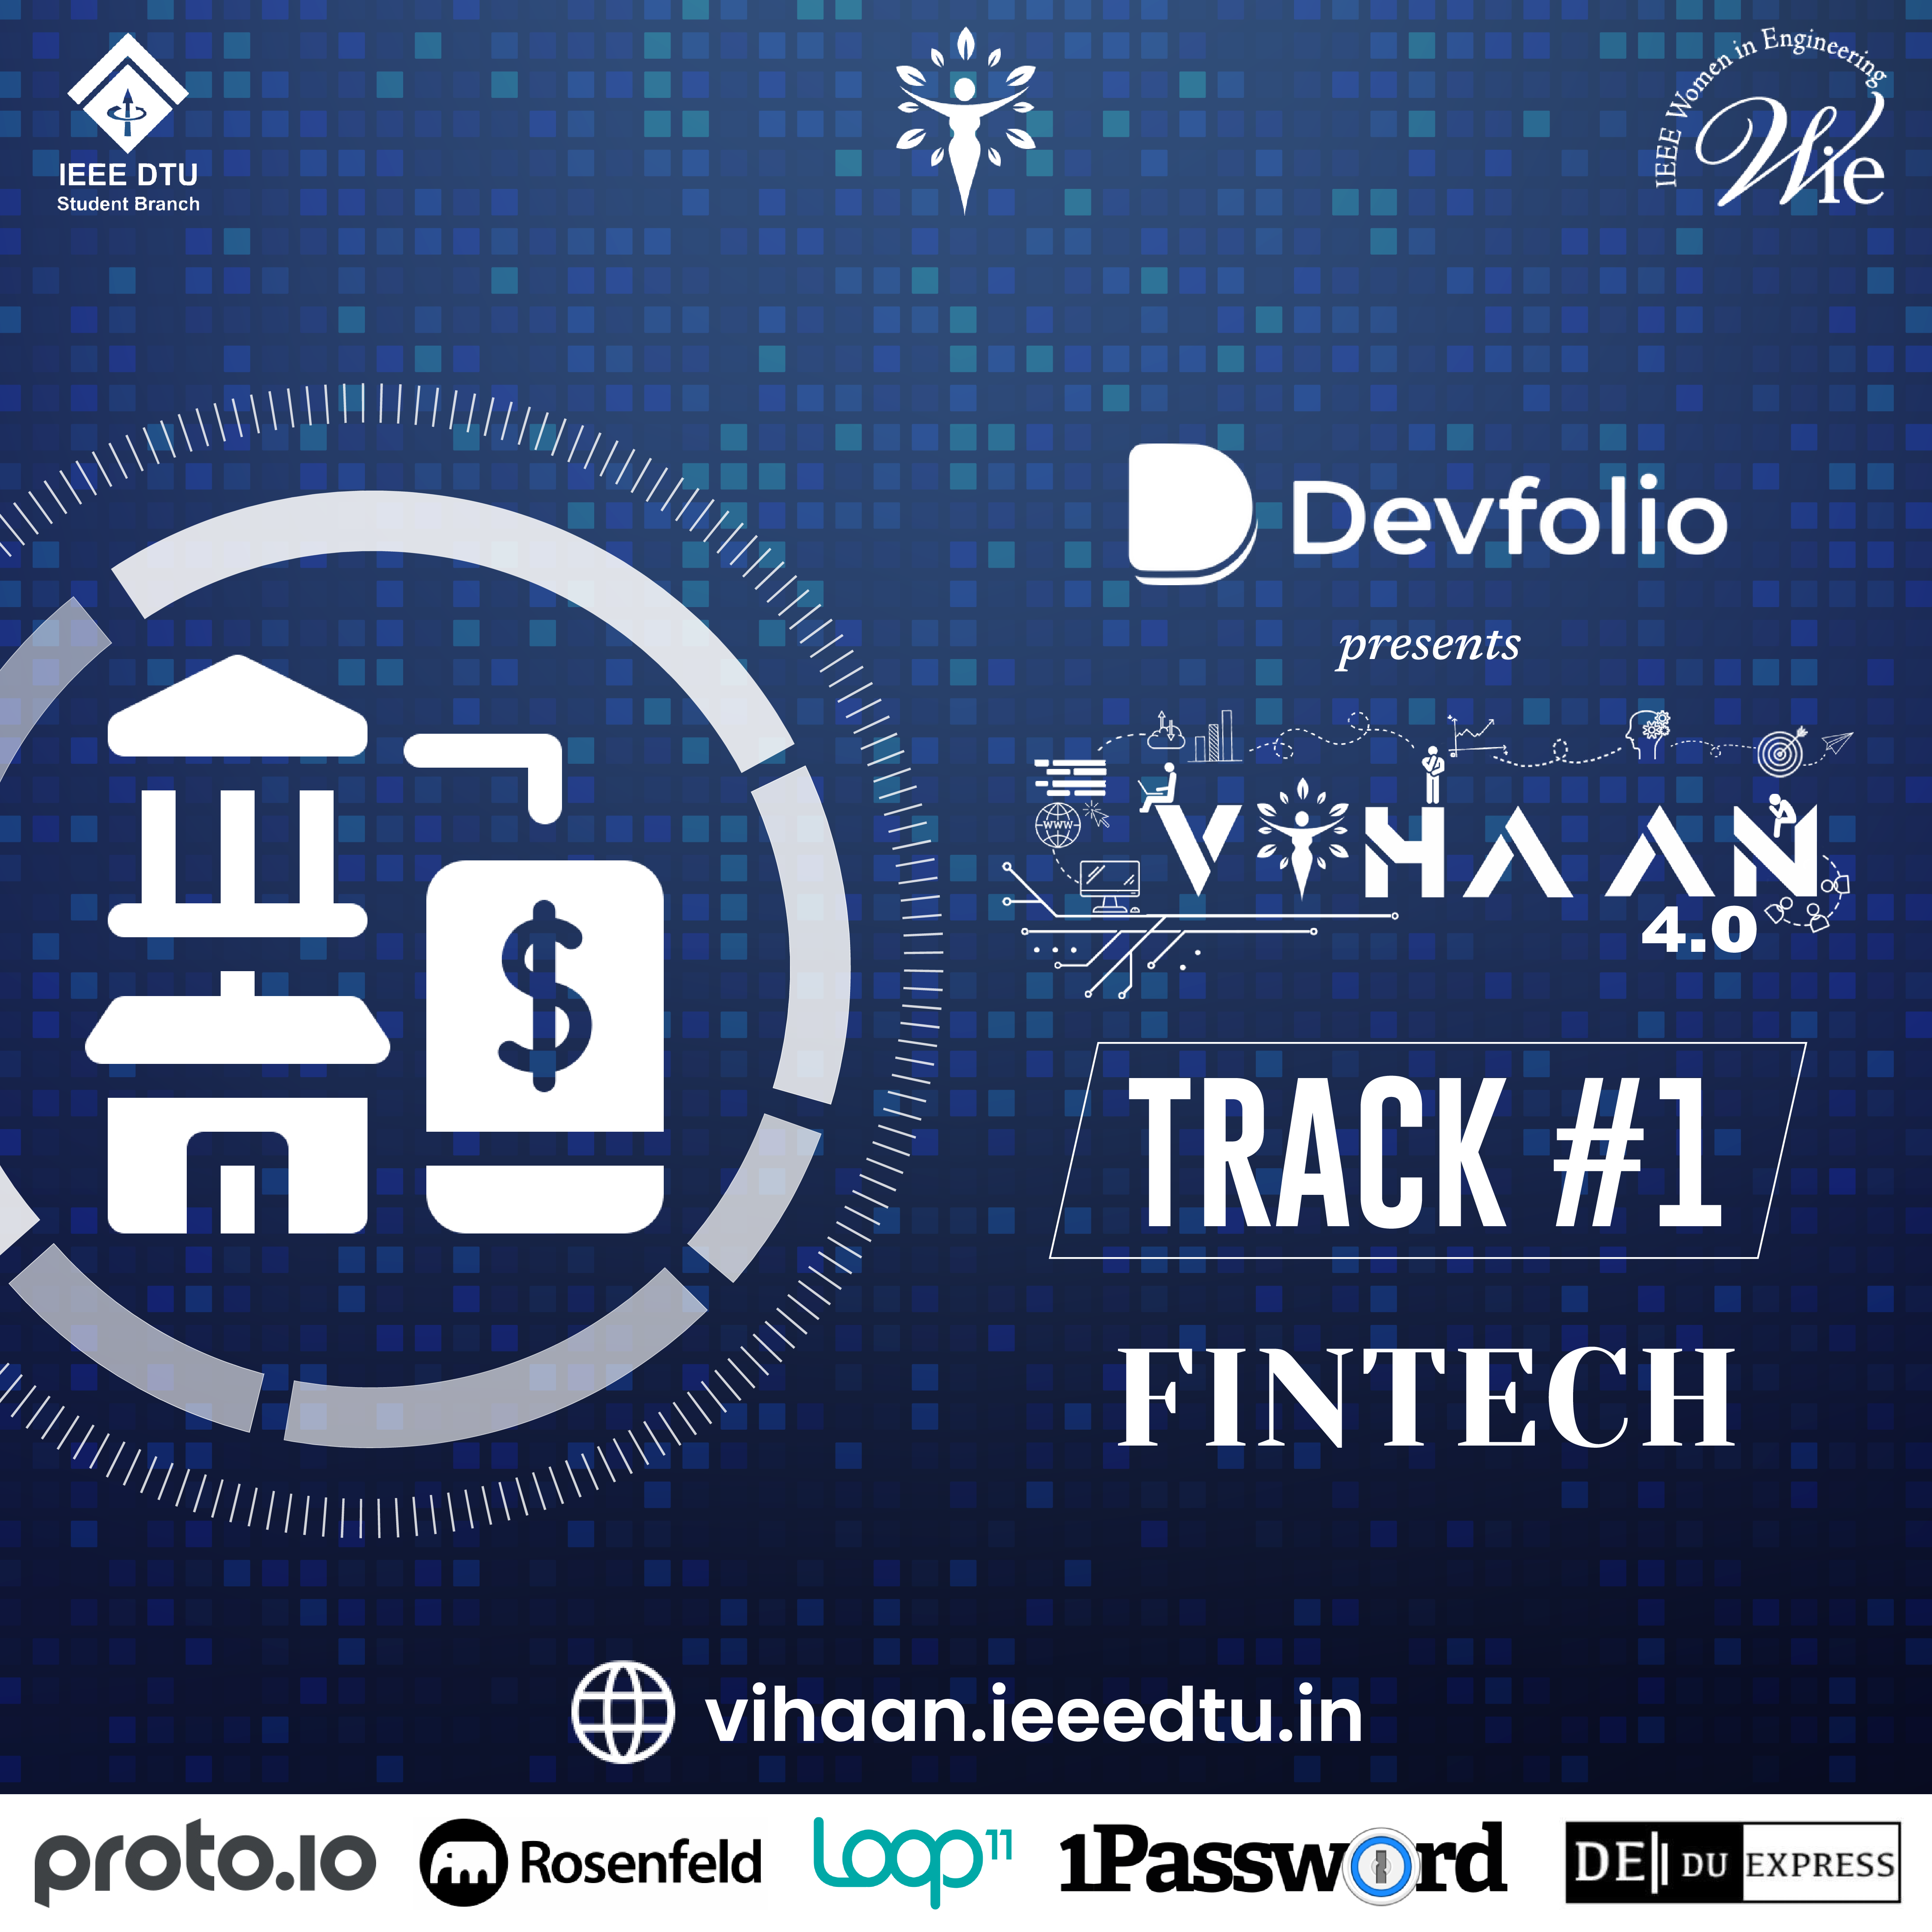 IEEE DTU
Student Branch
IEEE Women in Engineering
Wie
Devfolio
presents
WWW
VIHAAN
4.0
TRACK #1
FINTECH
vihaan.ieeedtu.in
proto.io
Rosenfeld
Loop11
1Password
DE||DU EXPRESS